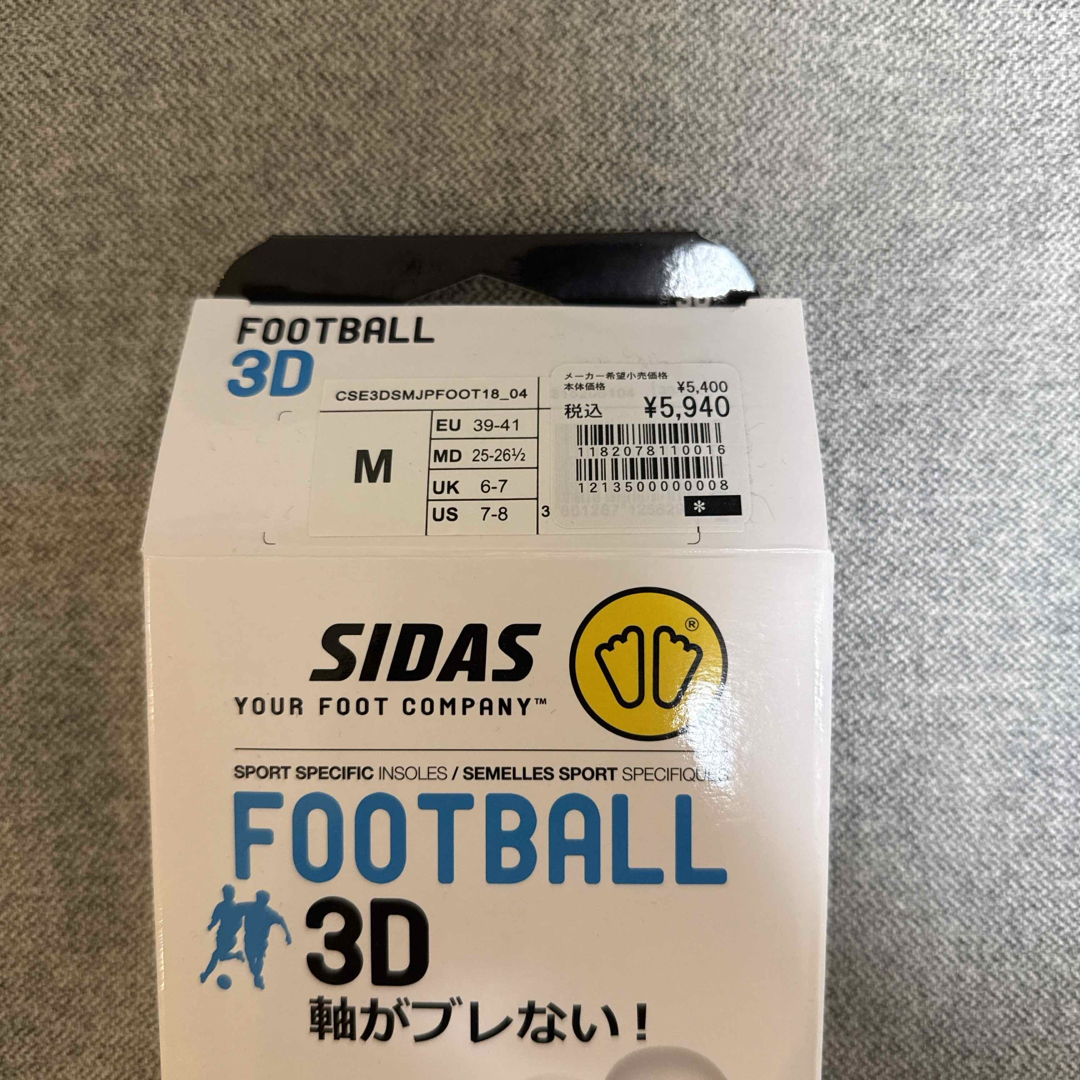 FOOTBALL
3D
CSE3DSMJPFOOT18_04
M
EU 39-41
MD 25-26½
UK 6-7
US 7-8
3
メーカー希望小売価格
本体価格 ¥5,400
税込 ¥5,940
1182078110016
1213500000008
*
SIDAS
®
YOUR FOOT COMPANY™
SPORT SPECIFIC INSOLES / SEMELLES SPORT SPECIFIQUES
FOOTBALL
3D
軸がブレない！